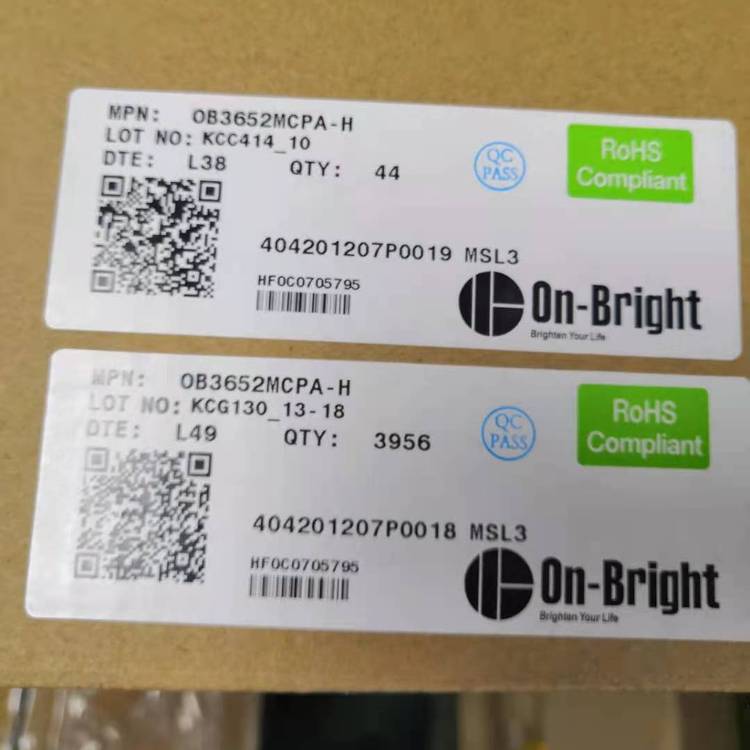 MPN: OB3652MCPA-H
LOT NO: KCC414_10
DTE: L38 QTY: 44
QC PASS
RoHS Compliant
404201207P0019 MSL3
HF0C0705795
On-Bright
Brighten Your Life
MPN: OB3652MCPA-H
LOT NO: KCG130_13-18
DTE: L49 QTY: 3956
QC PASS
RoHS Compliant
404201207P0018 MSL3
HF0C0705795
On-Bright
Brighten Your Life